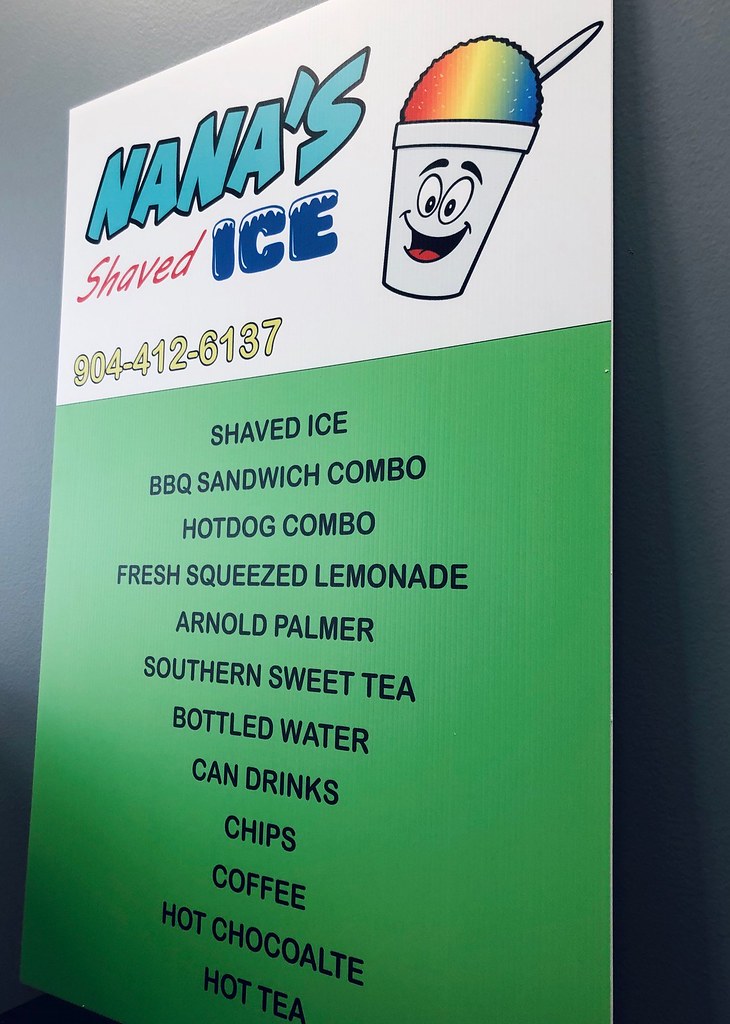 NANA'S
Shaved ICE
904-412-6137
SHAVED ICE
BBQ SANDWICH COMBO
HOTDOG COMBO
FRESH SQUEEZED LEMONADE
ARNOLD PALMER
SOUTHERN SWEET TEA
BOTTLED WATER
CAN DRINKS
CHIPS
COFFEE
HOT CHOCOALTE
HOT TEA